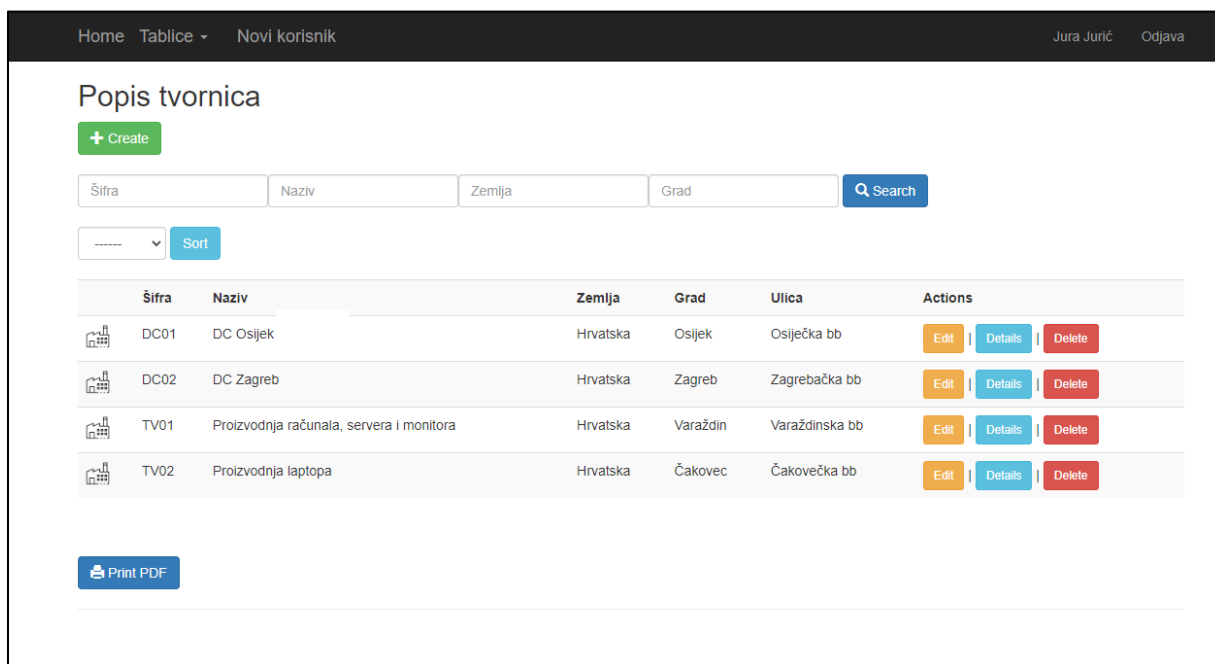 Home Tablice Novi korisnik Jura Jurić Odjava
Popis tvornica
Create
Šifra Naziv Zemlja Grad Search
------ Sort
Šifra Naziv Zemlja Grad Ulica Actions
DC01 DC Osijek Hrvatska Osijek Osiječka bb Edit | Details | Delete
DC02 DC Zagreb Hrvatska Zagreb Zagrebačka bb Edit | Details | Delete
TV01 Proizvodnja računala, servera i monitora Hrvatska Varaždin Varaždinska bb Edit | Details | Delete
TV02 Proizvodnja laptopa Hrvatska Čakovec Čakovečka bb Edit | Details | Delete
Print PDF